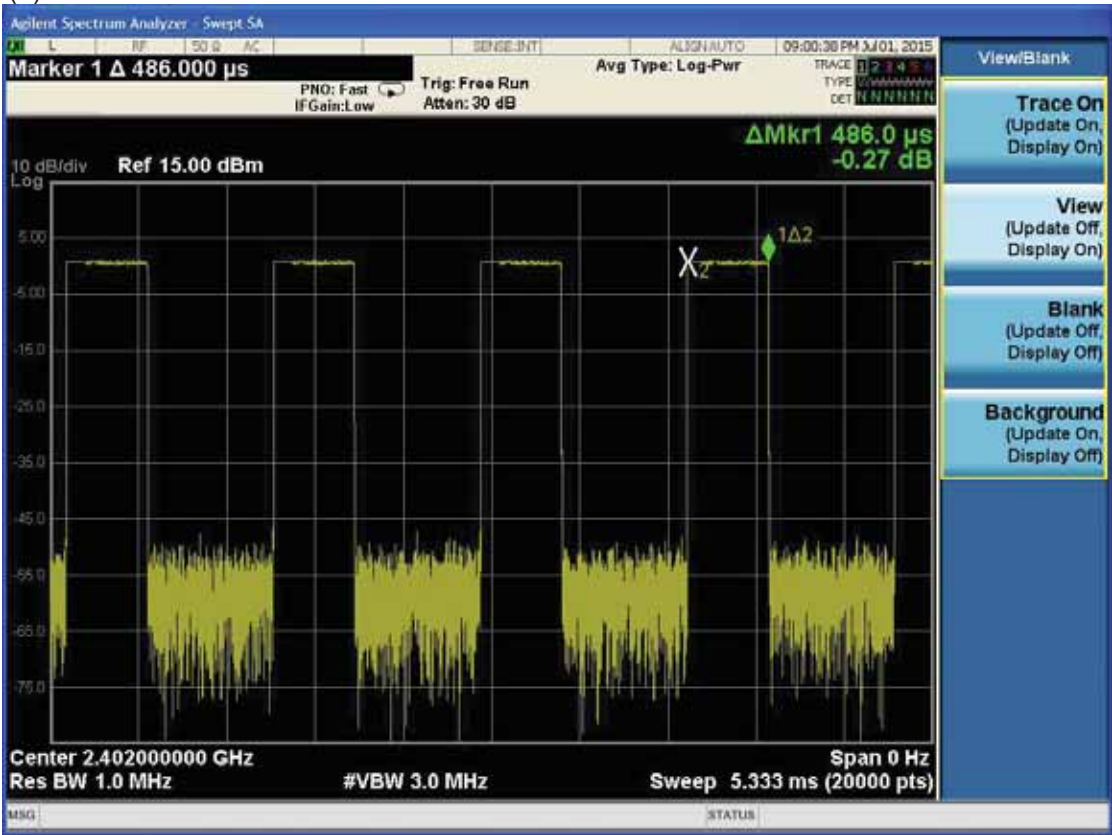 Agilent Spectrum Analyzer - Swept SA
L RF 50 Ω AC SENSE:INT ALIGNAUTO 09:00:30 PM Jul 01, 2015
Marker 1 Δ 486.000 µs
PNO: Fast
IFGain:Low
Trig: Free Run
Atten: 30 dB
Avg Type: Log-Pwr
TRACE 1 2 3 4 5 6
TYPE
DET N N N N N N
ΔMkr1 486.0 µs
-0.27 dB
10 dB/div Ref 15.00 dBm
Log
5.00
-5.00
-15.0
-25.0
-35.0
-45.0
-55.0
-65.0
-75.0
X2
1Δ2
Center 2.402000000 GHz Span 0 Hz
Res BW 1.0 MHz #VBW 3.0 MHz Sweep 5.333 ms (20000 pts)
MSG STATUS
View/Blank
Trace On
(Update On,
Display On)
View
(Update Off,
Display On)
Blank
(Update Off,
Display Off)
Background
(Update On,
Display Off)